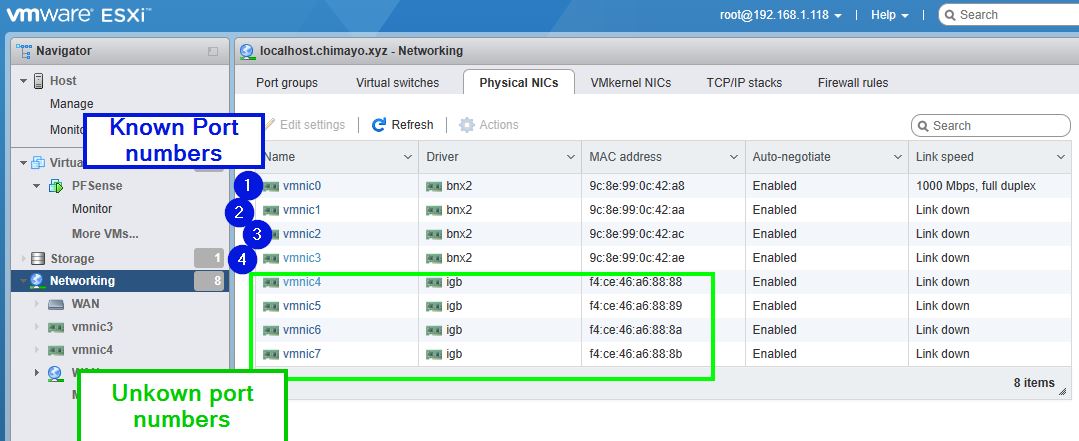 vmware ESXi
root@192.168.1.118
Help
Search
Navigator
localhost.chimayo.xyz - Networking
Host
Manage
Monito
Virtua
PFSense
Monitor
More VMs...
Storage 1
Networking 8
WAN
vmnic3
vmnic4
Known Port
numbers
Unkown port
numbers
Port groups Virtual switches Physical NICs VMkernel NICs TCP/IP stacks Firewall rules
Edit settings Refresh Actions Search
Name Driver MAC address Auto-negotiate Link speed
1 vmnic0 bnx2 9c:8e:99:0c:42:a8 Enabled 1000 Mbps, full duplex
2 vmnic1 bnx2 9c:8e:99:0c:42:aa Enabled Link down
3 vmnic2 bnx2 9c:8e:99:0c:42:ac Enabled Link down
4 vmnic3 bnx2 9c:8e:99:0c:42:ae Enabled Link down
vmnic4 igb f4:ce:46:a6:88:88 Enabled Link down
vmnic5 igb f4:ce:46:a6:88:89 Enabled Link down
vmnic6 igb f4:ce:46:a6:88:8a Enabled Link down
vmnic7 igb f4:ce:46:a6:88:8b Enabled Link down
8 items